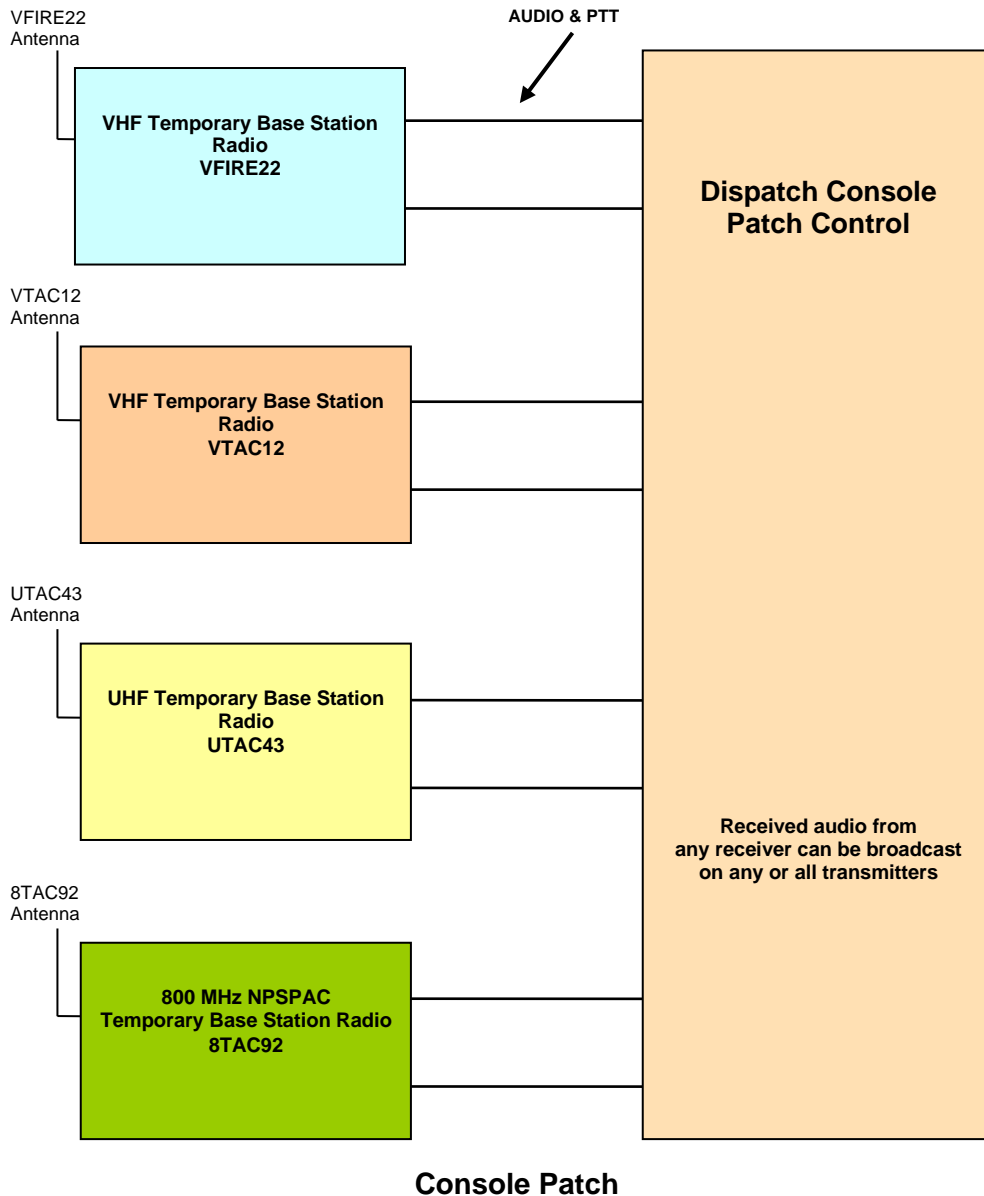 VFIRE22
Antenna
AUDIO & PTT
VHF Temporary Base Station
Radio
VFIRE22
Dispatch Console
Patch Control
VTAC12
Antenna
VHF Temporary Base Station
Radio
VTAC12
UTAC43
Antenna
UHF Temporary Base Station
Radio
UTAC43
Received audio from
any receiver can be broadcast
on any or all transmitters
8TAC92
Antenna
800 MHz NPSPAC
Temporary Base Station Radio
8TAC92
Console Patch